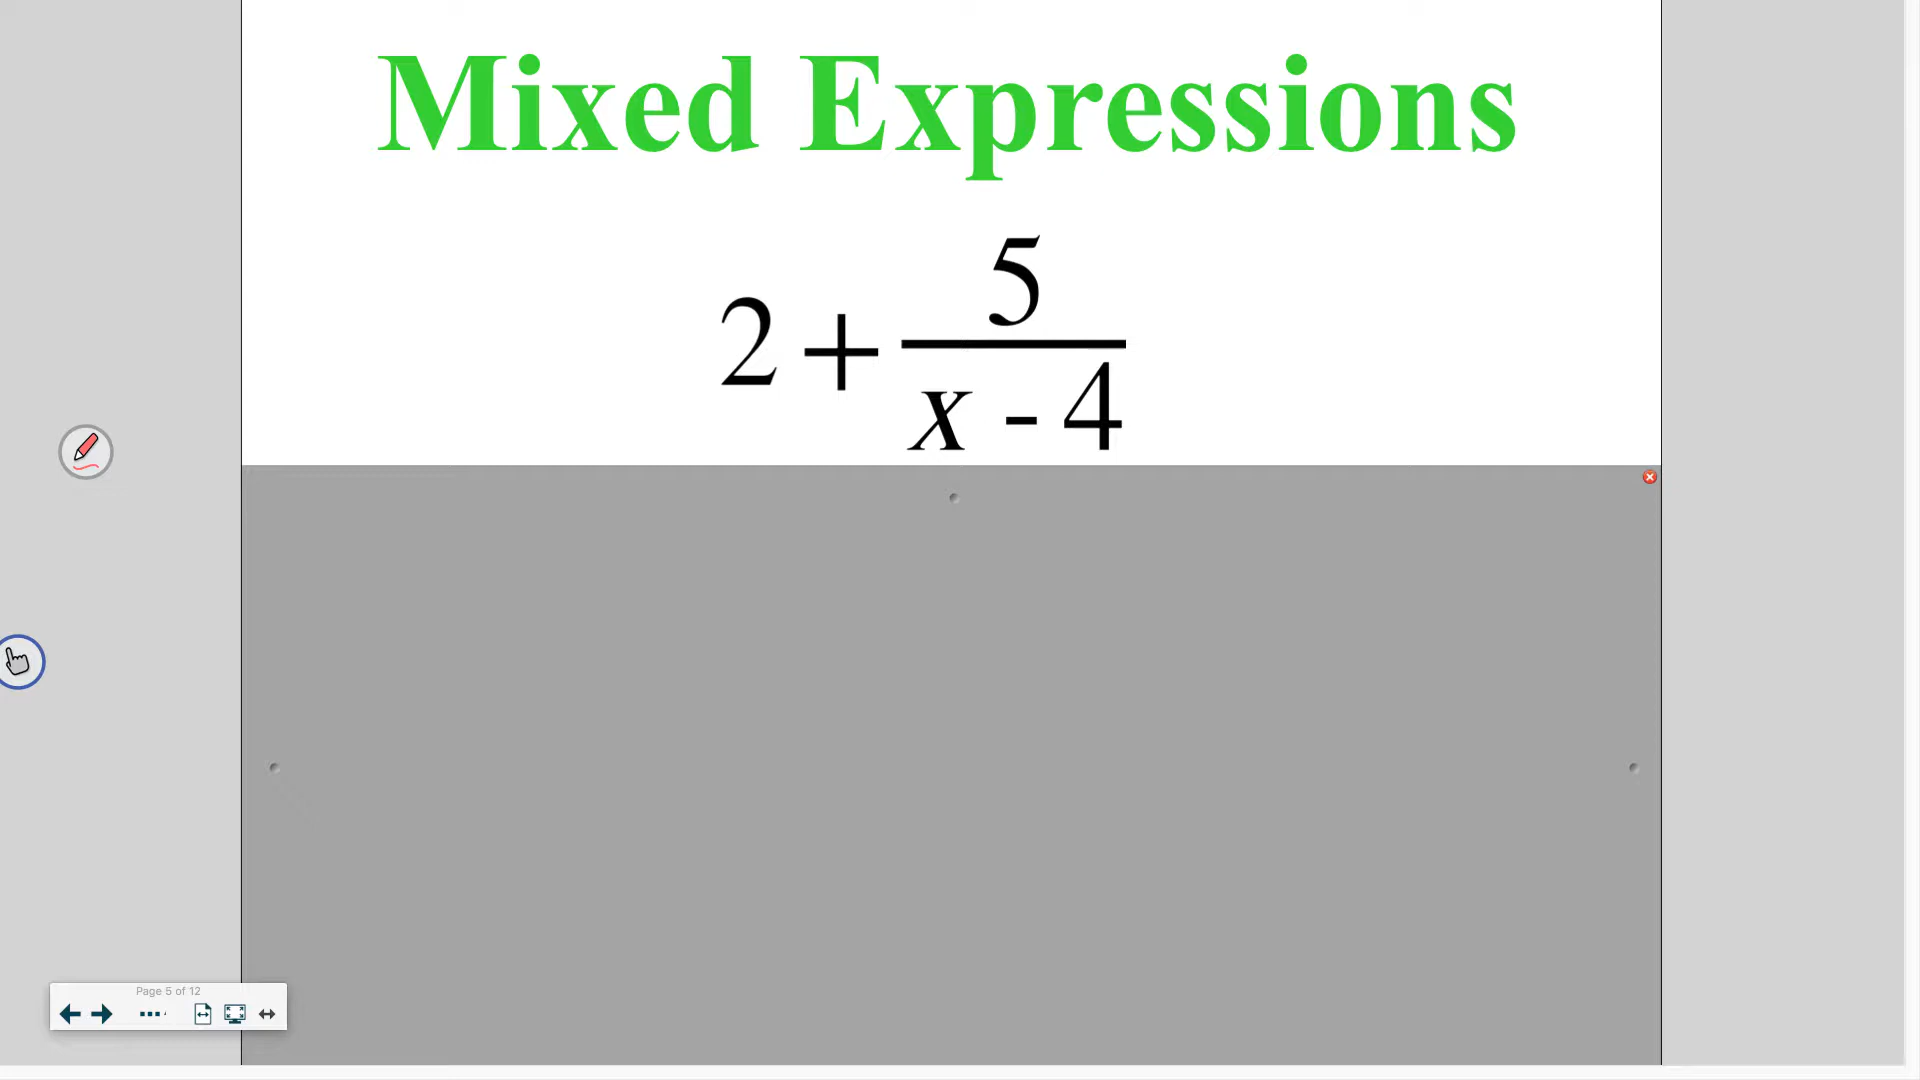 Mixed Expressions
2 + 5/(x - 4)
Page 5 of 12